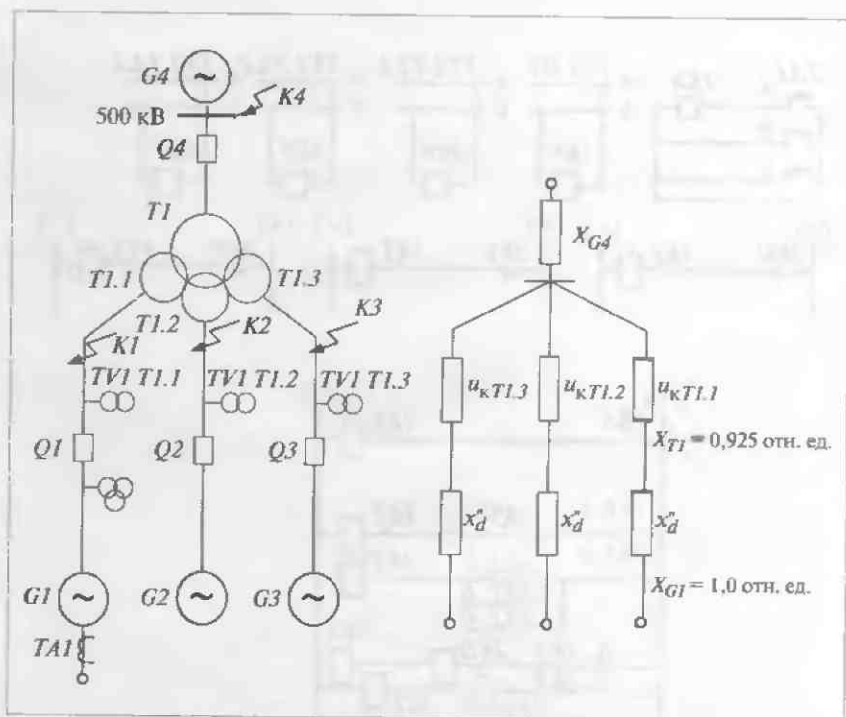 G4
K4
500 кВ
Q4
T1
T1.1
T1.3
T1.2
K1
K2
K3
TV1 T1.1
TV1 T1.2
TV1 T1.3
Q1
Q2
Q3
G1
G2
G3
TA1
X_G4
u_кT1.3
u_кT1.2
u_кT1.1
X_T1 = 0,925 отн. ед.
x"_d
x"_d
x"_d
X_G1 = 1,0 отн. ед.